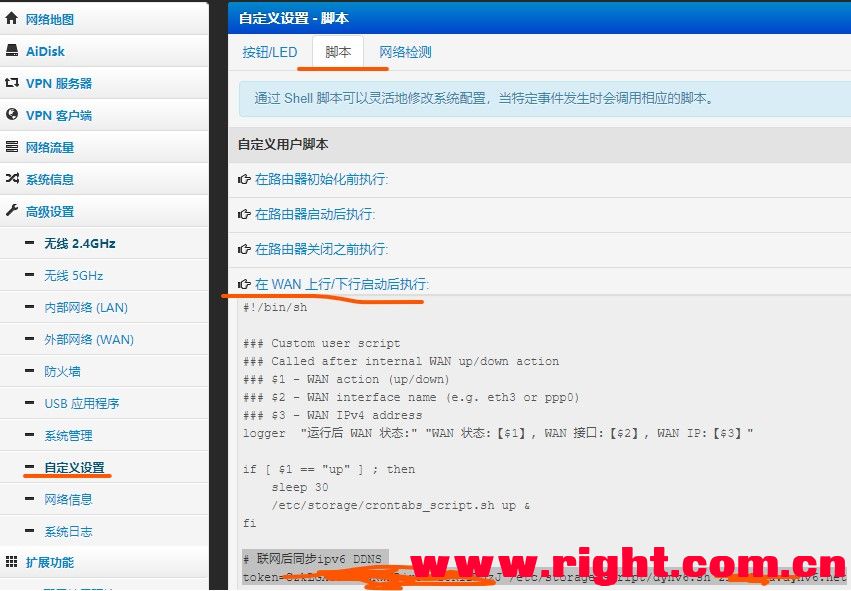 网络地图
AiDisk
VPN 服务器
VPN 客户端
网络流量
系统信息
高级设置
无线 2.4GHz
无线 5GHz
内部网络 (LAN)
外部网络 (WAN)
防火墙
USB 应用程序
系统管理
自定义设置
网络信息
系统日志
扩展功能
自定义设置 - 脚本
按钮/LED
脚本
网络检测
通过 Shell 脚本可以灵活地修改系统配置，当特定事件发生时会调用相应的脚本。
自定义用户脚本
在路由器初始化前执行:
在路由器启动后执行:
在路由器关闭之前执行:
在 WAN 上行/下行启动后执行:
#!/bin/sh
### Custom user script
### Called after internal WAN up/down action
### $1 - WAN action (up/down)
### $2 - WAN interface name (e.g. eth3 or ppp0)
### $3 - WAN IPv4 address
logger "运行后 WAN 状态:" "WAN 状态:【$1】, WAN 接口:【$2】, WAN IP:【$3】"
if [ $1 == "up" ] ; then
sleep 30
/etc/storage/crontabs_script.sh up &
fi
# 联网后同步ipv6 DDNS
/etc/storage/script/dynv6.sh
www.right.com.cn